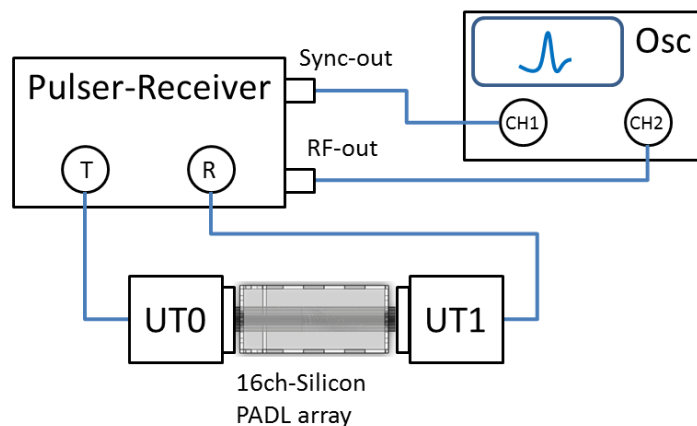 Sync-out
Osc
Pulser-Receiver
CH1
CH2
RF-out
T
R
UT0
UT1
16ch-Silicon
PADL array